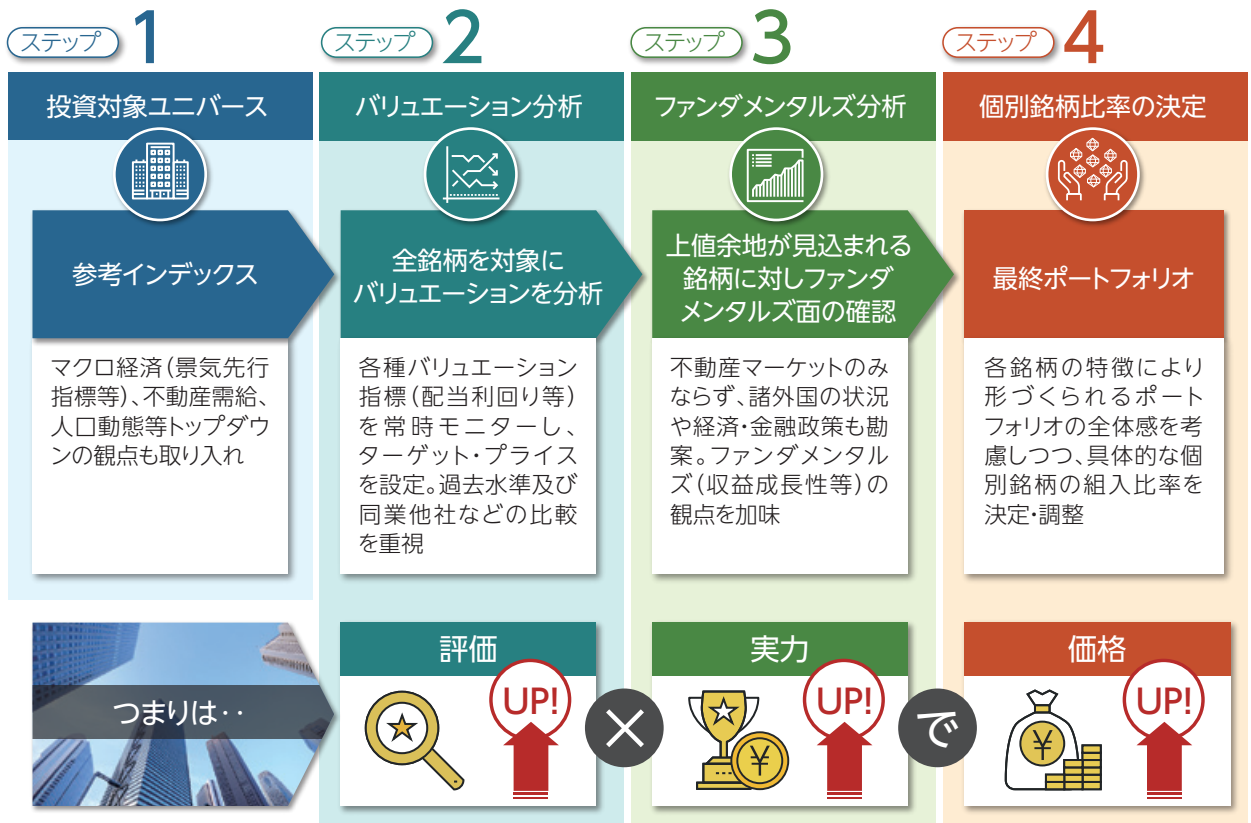 ステップ 1
投資対象ユニバース
参考インデックス
マクロ経済(景気先行
指標等)、不動産需給、
人口動態等トップダウ
ンの観点も取り入れ
ステップ 2
バリュエーション分析
全銘柄を対象に
バリュエーションを分析
各種バリュエーション
指標(配当利回り等)
を常時モニターし、
ターゲット・プライス
を設定。過去水準及び
同業他社などの比較
を重視
ステップ 3
ファンダメンタルズ分析
上値余地が見込まれる
銘柄に対しファンダ
メンタルズ面の確認
不動産マーケットのみ
ならず、諸外国の状況
や経済・金融政策も勘
案。ファンダメンタル
ズ(収益成長性等)の
観点を加味
ステップ 4
個別銘柄比率の決定
最終ポートフォリオ
各銘柄の特徴により
形づくられるポート
フォリオの全体感を考
慮しつつ、具体的な個
別銘柄の組入比率を
決定・調整
つまりは‥
評価
UP!
×
実力
¥
UP!
で
価格
¥
UP!